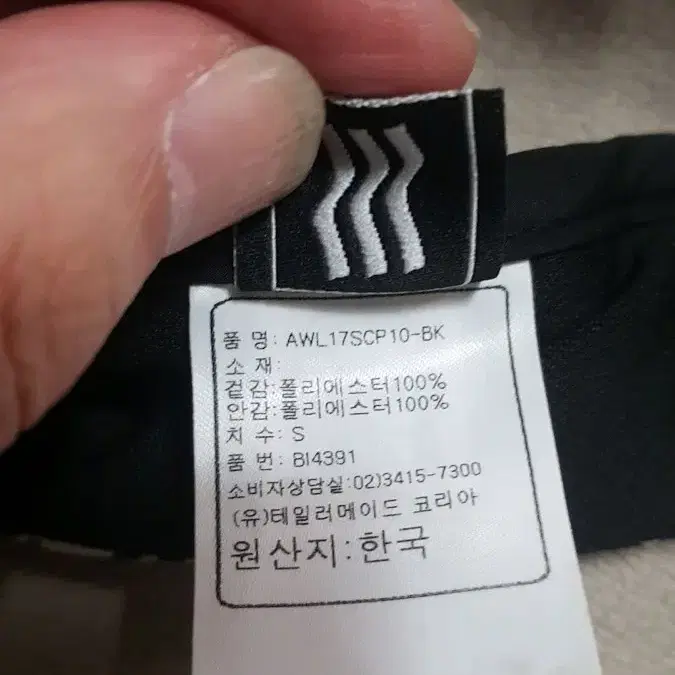 품 명: AWL17SCP10-BK
소 재:
겉감:폴리에스터100%
안감:폴리에스터100%
치 수: S
품 번: BI4391
소비자상담실:02)3415-7300
(유)테일러메이드 코리아
원산지:한국